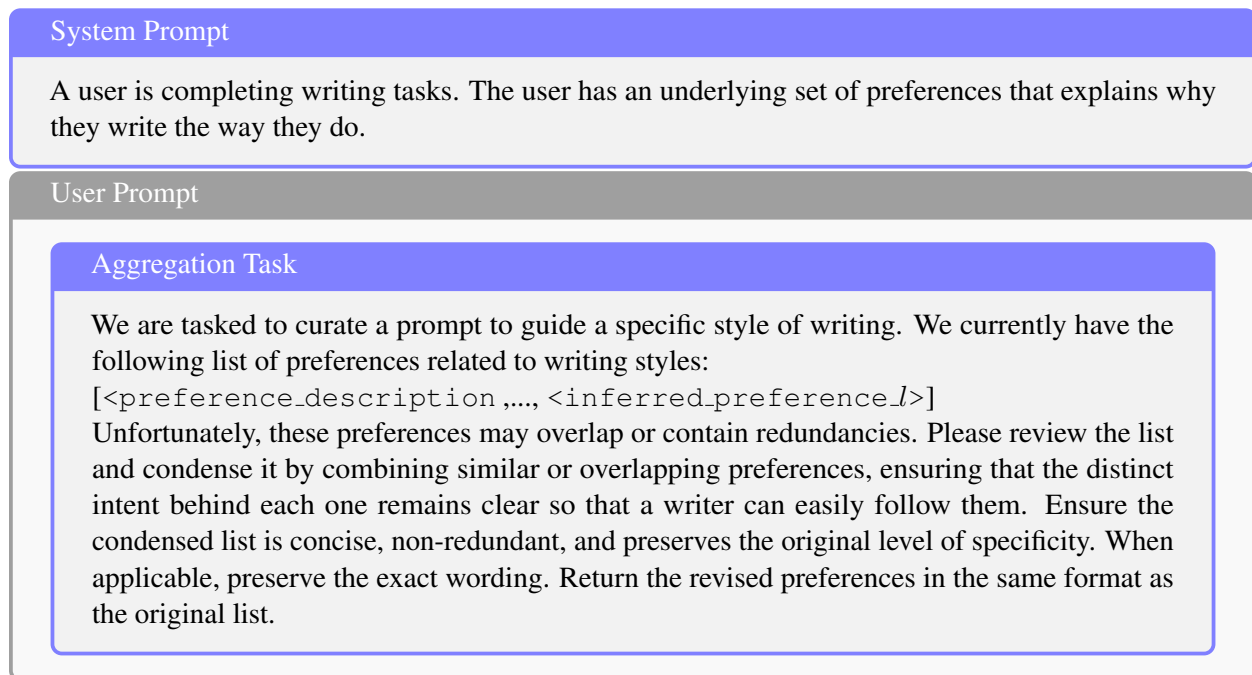 System Prompt
A user is completing writing tasks. The user has an underlying set of preferences that explains why
they write the way they do.
User Prompt
Aggregation Task
We are tasked to curate a prompt to guide a specific style of writing. We currently have the
following list of preferences related to writing styles:
[<preference_description ,..., <inferred_preference_l>]
Unfortunately, these preferences may overlap or contain redundancies. Please review the list
and condense it by combining similar or overlapping preferences, ensuring that the distinct
intent behind each one remains clear so that a writer can easily follow them. Ensure the
condensed list is concise, non-redundant, and preserves the original level of specificity. When
applicable, preserve the exact wording. Return the revised preferences in the same format as
the original list.